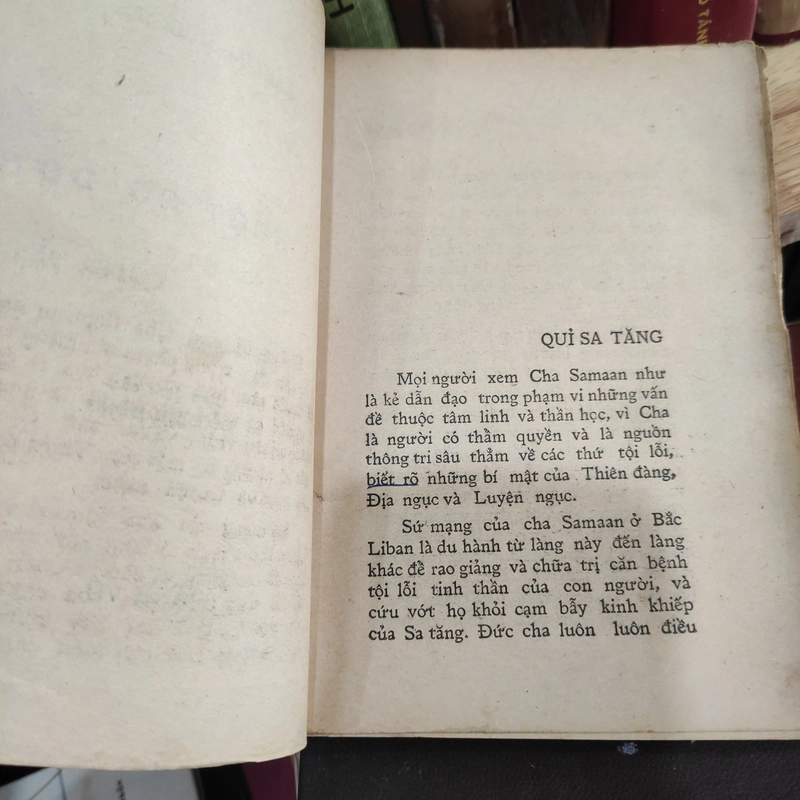 QUỈ SA TĂNG
Mọi người xem Cha Samaan như
là kẻ dẫn đạo trong phạm vi những vấn
đề thuộc tâm linh và thần học, vì Cha
là người có thẩm quyền và là nguồn
thông tri sâu thẳm về các thứ tội lỗi,
biết rõ những bí mật của Thiên đàng,
Địa ngục và Luyện ngục.
Sứ mạng của cha Samaan ở Bắc
Liban là du hành từ làng này đến làng
khác để rao giảng và chữa trị căn bệnh
tội lỗi tinh thần của con người, và
cứu vớt họ khỏi cạm bẫy kinh khiếp
của Sa tăng. Đức cha luôn luôn điều